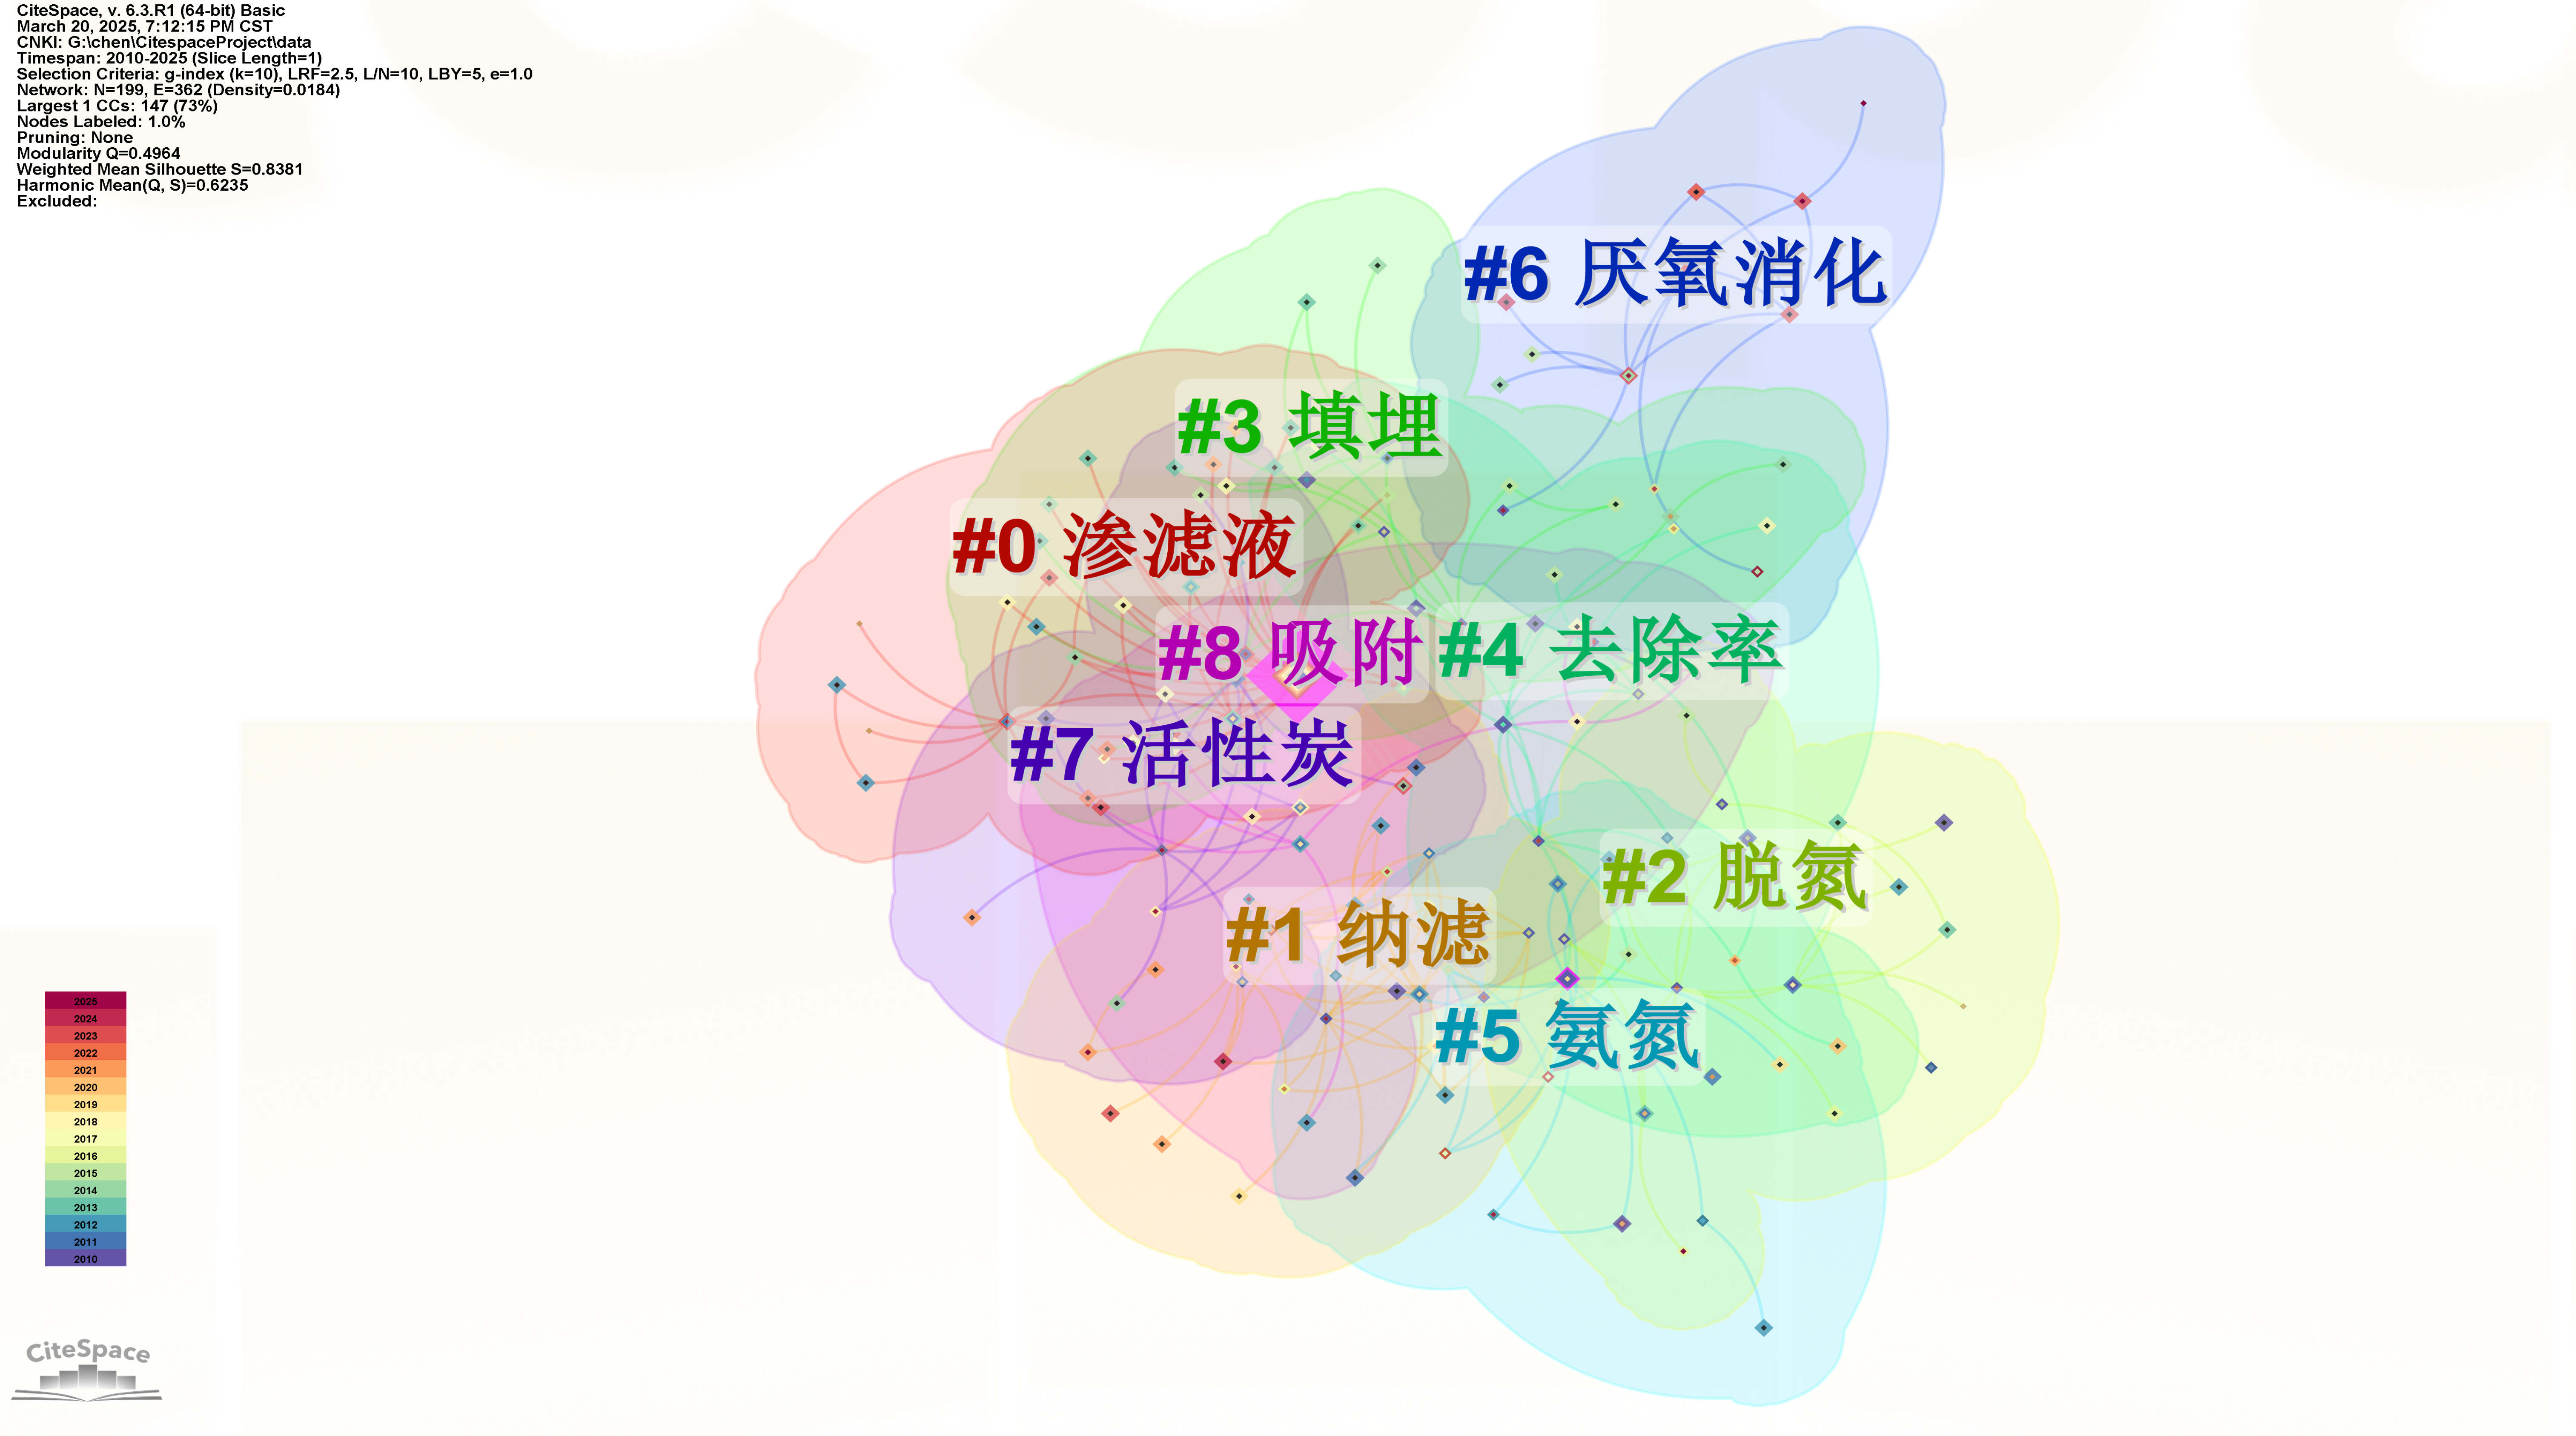 CiteSpace, v. 6.3.R1 (64-bit) Basic
March 20, 2025, 7:12:15 PM CST
CNKI: G:\chen\CitespaceProject\data
Timespan: 2010-2025 (Slice Length=1)
Selection Criteria: g-index (k=10), LRF=2.5, L/N=10, LBY=5, e=1.0
Network: N=199, E=362 (Density=0.0184)
Largest 1 CCs: 147 (73%)
Nodes Labeled: 1.0%
Pruning: None
Modularity Q=0.4964
Weighted Mean Silhouette S=0.8381
Harmonic Mean(Q, S)=0.6235
Excluded:
#6 厌氧消化
#3 填埋
#0 渗滤液
#8 吸附
#4 去除率
#7 活性炭
#2 脱氮
#1 纳滤
#5 氨氮
2025
2024
2023
2022
2021
2020
2019
2018
2017
2016
2015
2014
2013
2012
2011
2010
CiteSpace